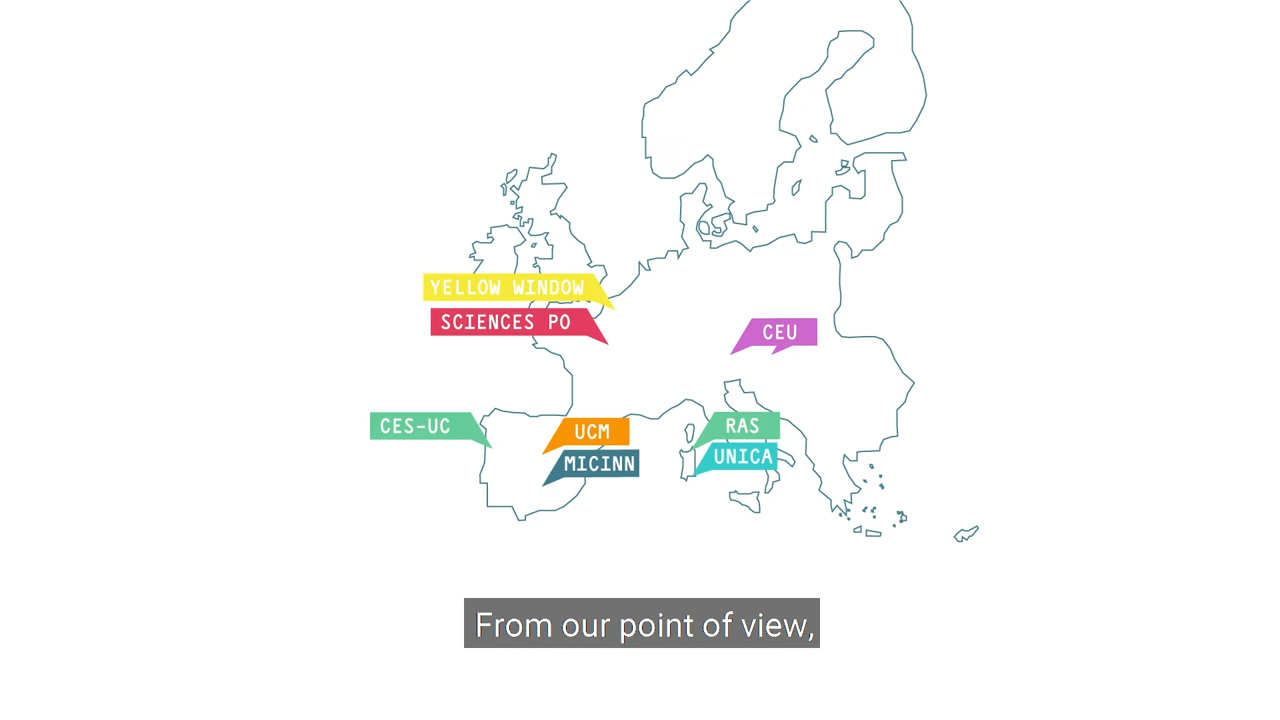 YELLOW WINDOW
SCIENCES PO
CEU
CES-UC
UCM
MICINN
RAS
UNICA
From our point of view,